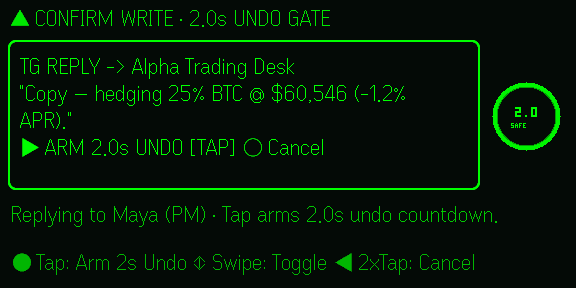 ▲ CONFIRM WRITE · 2.0s UNDO GATE
TG REPLY -> Alpha Trading Desk
"Copy — hedging 25% BTC @ $60,546 (-1.2%
APR)."
▶ ARM 2.0s UNDO [TAP] ○ Cancel
2.0
SAFE
Replying to Maya (PM) · Tap arms 2.0s undo countdown.
● Tap: Arm 2s Undo ⇕ Swipe: Toggle ◀ 2xTap: Cancel